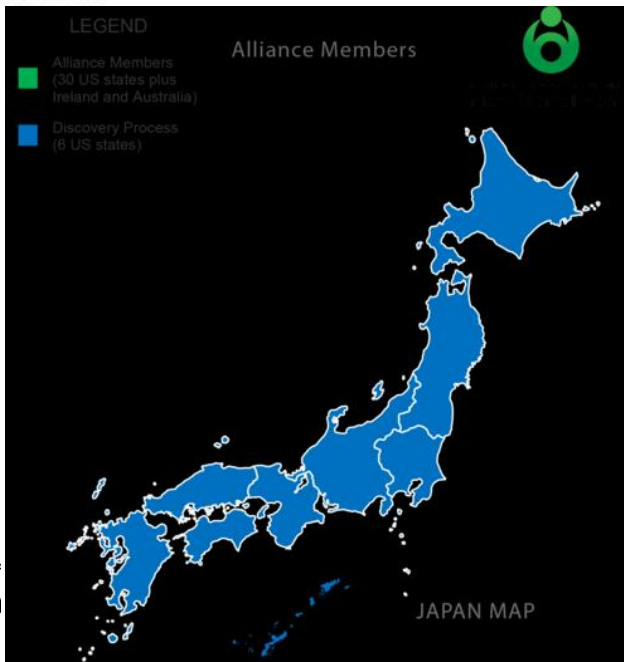 LEGEND
Alliance Members
Alliance Members
(30 US states plus
Ireland and Australia)
Discovery Process
(6 US states)
JAPAN MAP